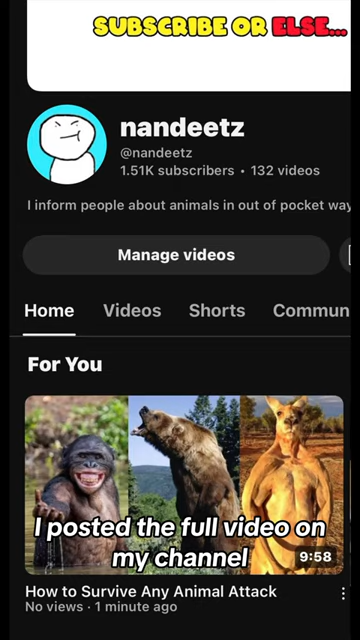 SUBSCRIBE OR ELSE...
nandeetz
@nandeetz
1.51K subscribers • 132 videos
I inform people about animals in out of pocket way
Manage videos
Home Videos Shorts Commun
For You
I posted the full video on
my channel
9:58
How to Survive Any Animal Attack
No views · 1 minute ago